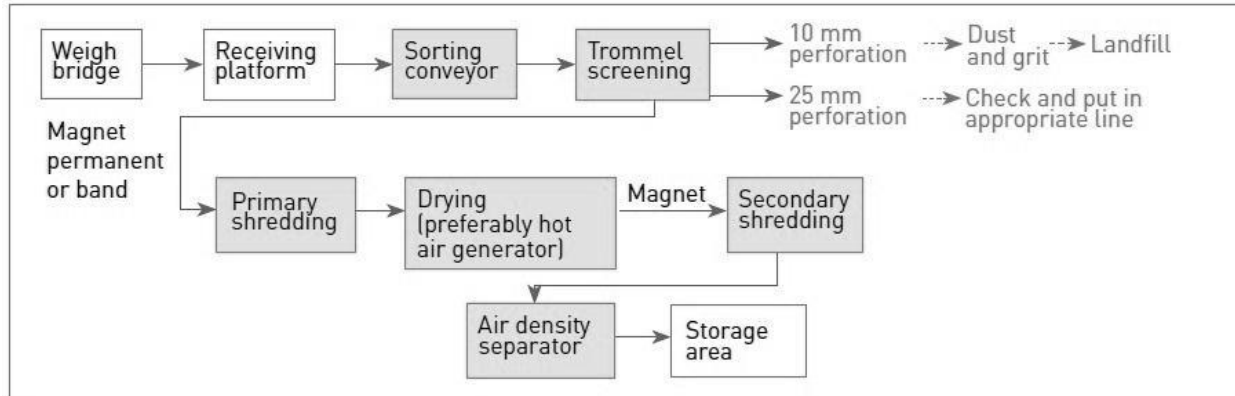 Weigh
bridge
Receiving
platform
Sorting
conveyor
Trommel
screening
10 mm
perforation
Dust
and grit
Landfill
25 mm
perforation
Check and put in
appropriate line
Magnet
permanent
or band
Primary
shredding
Drying
(preferably hot
air generator)
Magnet
Secondary
shredding
Air density
separator
Storage
area